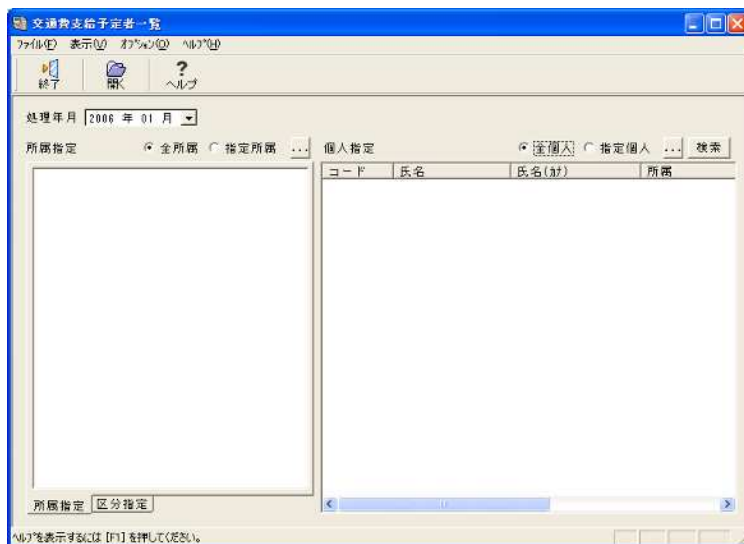 交通費支給予定者一覧
ﾌｧｲﾙ(F) 表示(V) ｵﾌﾟｼｮﾝ(O) ﾍﾙﾌﾟ(H)
終了 開く ヘルプ
処理年月 2006 年 01 月
所属指定 全所属 指定所属 ... 個人指定 全個人 指定個人 ... 検索
コード 氏名 氏名(ｶﾅ) 所属
所属指定 区分指定
ﾍﾙﾌﾟを表示するには [F1] を押してください。